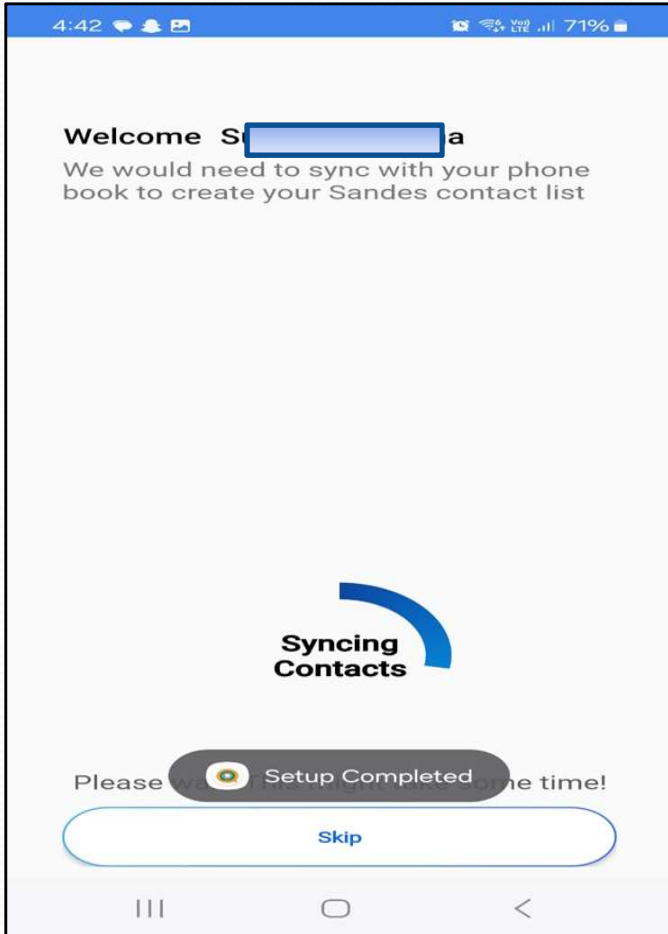 4:42 71%
Welcome
We would need to sync with your phone
book to create your Sandes contact list
Syncing
Contacts
Please
Setup Completed
some time!
Skip